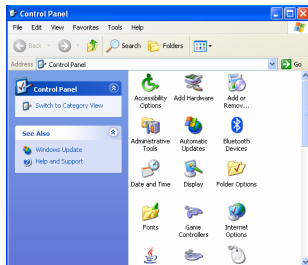 Control Panel
File Edit View Favorites Tools Help
Back Search Folders
Address Control Panel Go
Control Panel
Switch to Category View
See Also
Windows Update
Help and Support
Accessibility Options
Add Hardware
Add or Remov...
Administrative Tools
Automatic Updates
Bluetooth Devices
Date and Time
Display
Folder Options
Fonts
Game Controllers
Internet Options